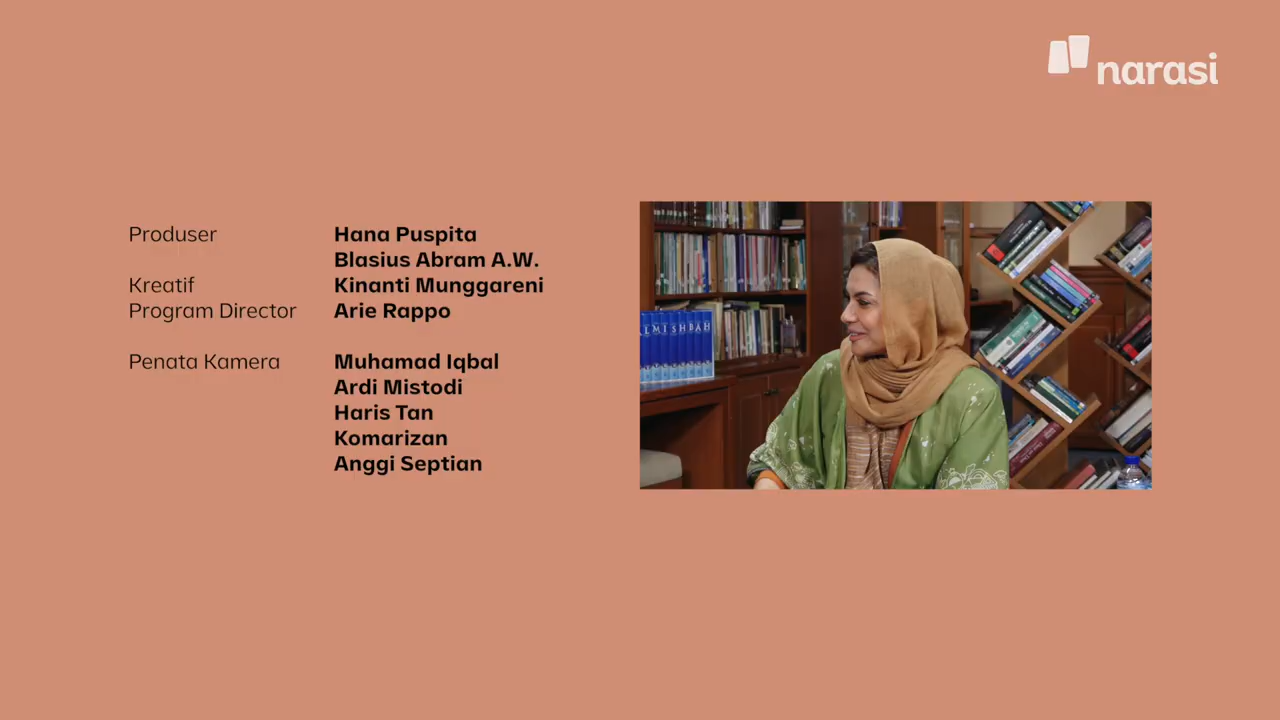 narasi
Produser Hana Puspita
Blasius Abram A.W.
Kreatif Kinanti Munggareni
Program Director Arie Rappo
Penata Kamera Muhamad Iqbal
Ardi Mistodi
Haris Tan
Komarizan
Anggi Septian
LMISHBAH